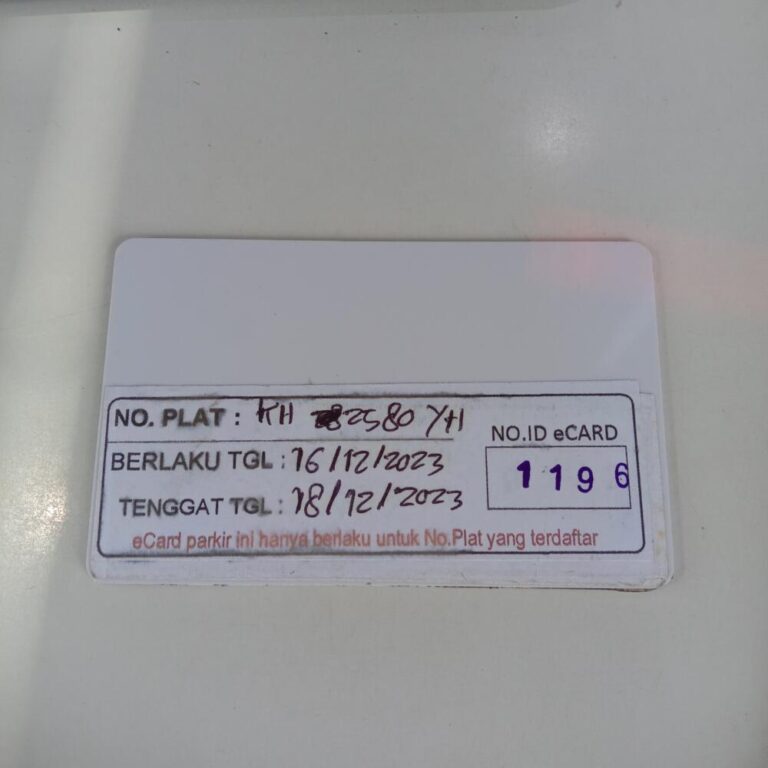 NO. PLAT : KH 2580 YH
BERLAKU TGL : 16/12/2023
TENGGAT TGL : 18/12/2023
NO.ID eCARD
1196
eCard parkir ini hanya berlaku untuk No.Plat yang terdaftar